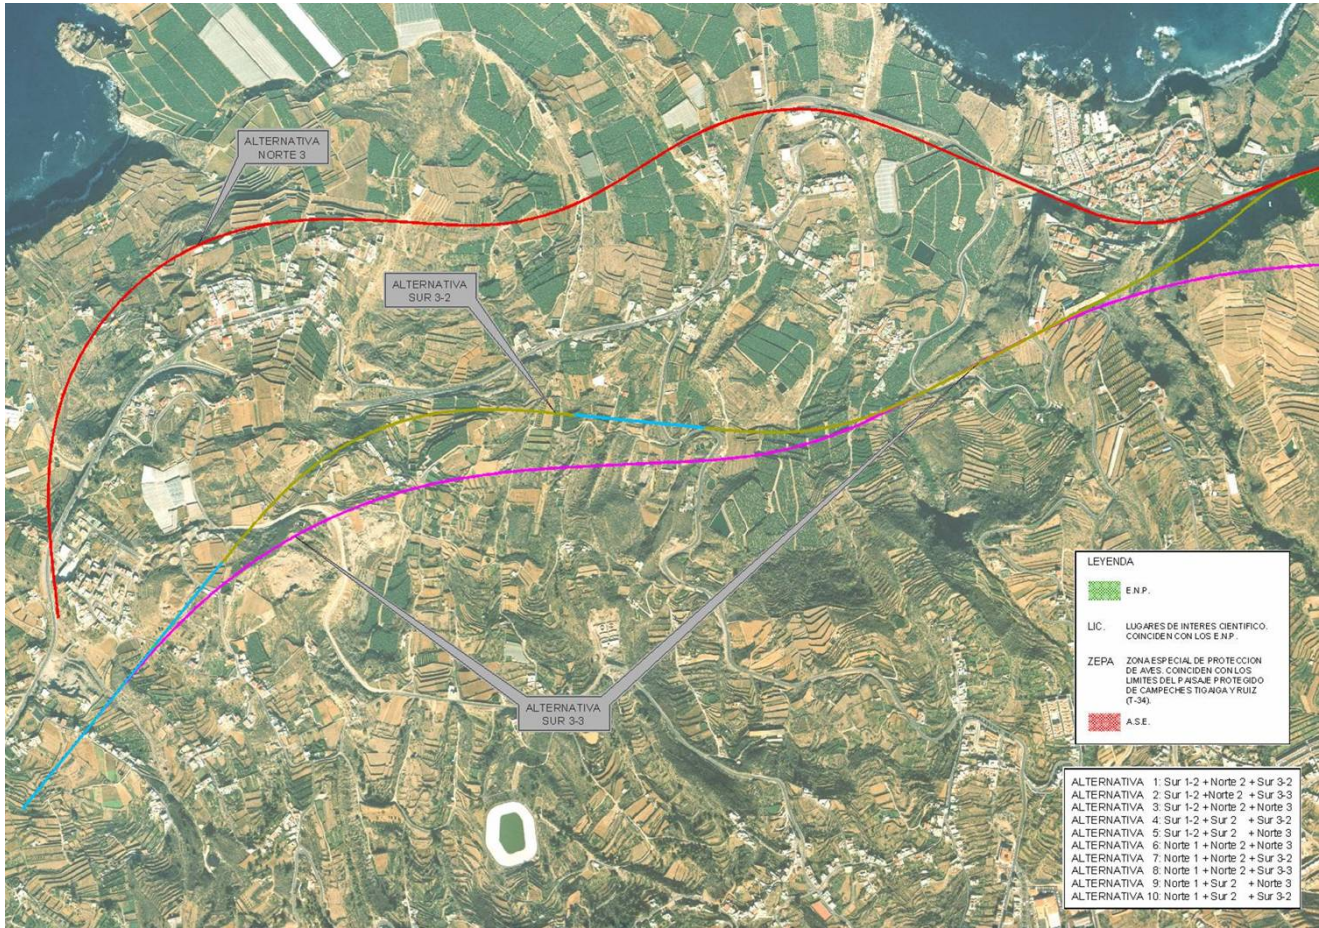 ALTERNATIVA
NORTE 3
ALTERNATIVA
SUR 3-2
ALTERNATIVA
SUR 3-3
LEYENDA
E.N.P.
LIC. LUGARES DE INTERES CIENTIFICO.
COINCIDEN CON LOS E.N.P.
ZEPA ZONA ESPECIAL DE PROTECCION
DE AVES. COINCIDEN CON LOS
LIMITES DEL PAISAJE PROTEGIDO
DE CAMPECHES TIGAIGA Y RUIZ
(T-34).
A.S.E.
ALTERNATIVA 1: Sur 1-2 + Norte 2 + Sur 3-2
ALTERNATIVA 2: Sur 1-2 +Norte 2 + Sur 3-3
ALTERNATIVA 3: Sur 1-2 + Norte 2 + Norte 3
ALTERNATIVA 4: Sur 1-2 + Sur 2 + Sur 3-2
ALTERNATIVA 5: Sur 1-2 + Sur 2 + Norte 3
ALTERNATIVA 6: Norte 1 + Norte 2 + Norte 3
ALTERNATIVA 7: Norte 1 + Norte 2 + Sur 3-2
ALTERNATIVA 8: Norte 1 + Norte 2 + Sur 3-3
ALTERNATIVA 9: Norte 1 + Sur 2 + Norte 3
ALTERNATIVA 10: Norte 1 + Sur 2 + Sur 3-2